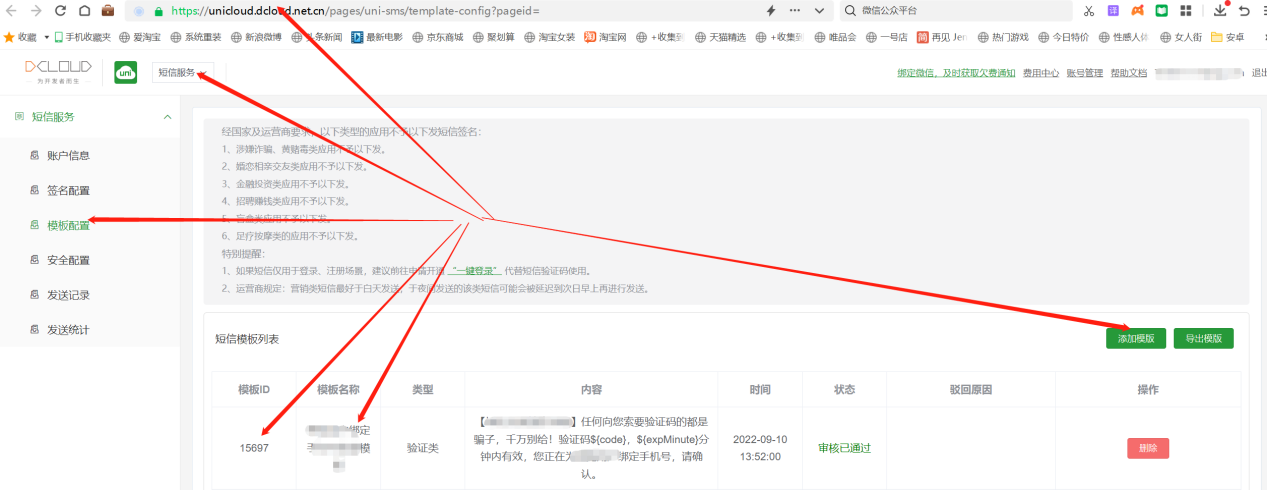 https://unicloud.dcloud.net.cn/pages/uni-sms/template-config?pageid=
微信公众平台
译
收藏
手机收藏夹
爱淘宝
系统重装
新浪微博
头条新闻
最新电影
京东商城
聚划算
淘宝女装
淘 淘宝网
+收集到
天猫精选
+收集到
唯品会
一号店
简 再见 Jer
热门游戏
今日特价
性感人体
女人街
安卓
DCLOUD
为开发者而生
uni
短信服务
绑定微信，及时获取欠费通知
费用中心
账号管理
帮助文档
退出
短信服务
账户信息
签名配置
模板配置
安全配置
发送记录
发送统计
经国家及运营商要求，以下类型的应用不予以下发短信签名：
1、涉嫌诈骗、黄赌毒类应用不予以下发。
2、婚恋相亲交友类应用不予以下发。
3、金融投资类应用不予以下发。
4、招聘赚钱类应用不予以下发。
5、盲盒类应用不予以下发。
6、足疗按摩类的应用不予以下发。
特别提醒：
1、如果短信仅用于登录、注册场景，建议前往申请开通 “一键登录” 代替短信验证码使用。
2、运营商规定：营销类短信最好于白天发送，于夜间发送的该类短信可能会被延迟到次日早上再进行发送。
短信模板列表
添加模版
导出模版
模板ID
模板名称
类型
内容
时间
状态
驳回原因
操作
15697
绑定
模
验证类
【 】任何向您索要验证码的都是
骗子，千万别给！验证码${code}，${expMinute}分
钟内有效，您正在为 绑定手机号，请确
认。
2022-09-10
13:52:00
审核已通过
删除